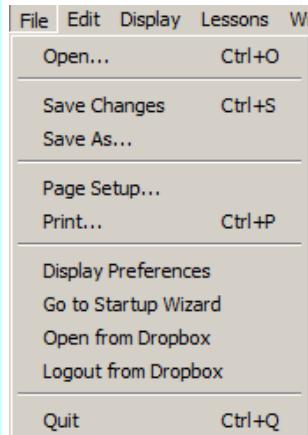 File Edit Display Lessons
Open... Ctrl+O
Save Changes Ctrl+S
Save As...
Page Setup...
Print... Ctrl+P
Display Preferences
Go to Startup Wizard
Open from Dropbox
Logout from Dropbox
Quit Ctrl+Q